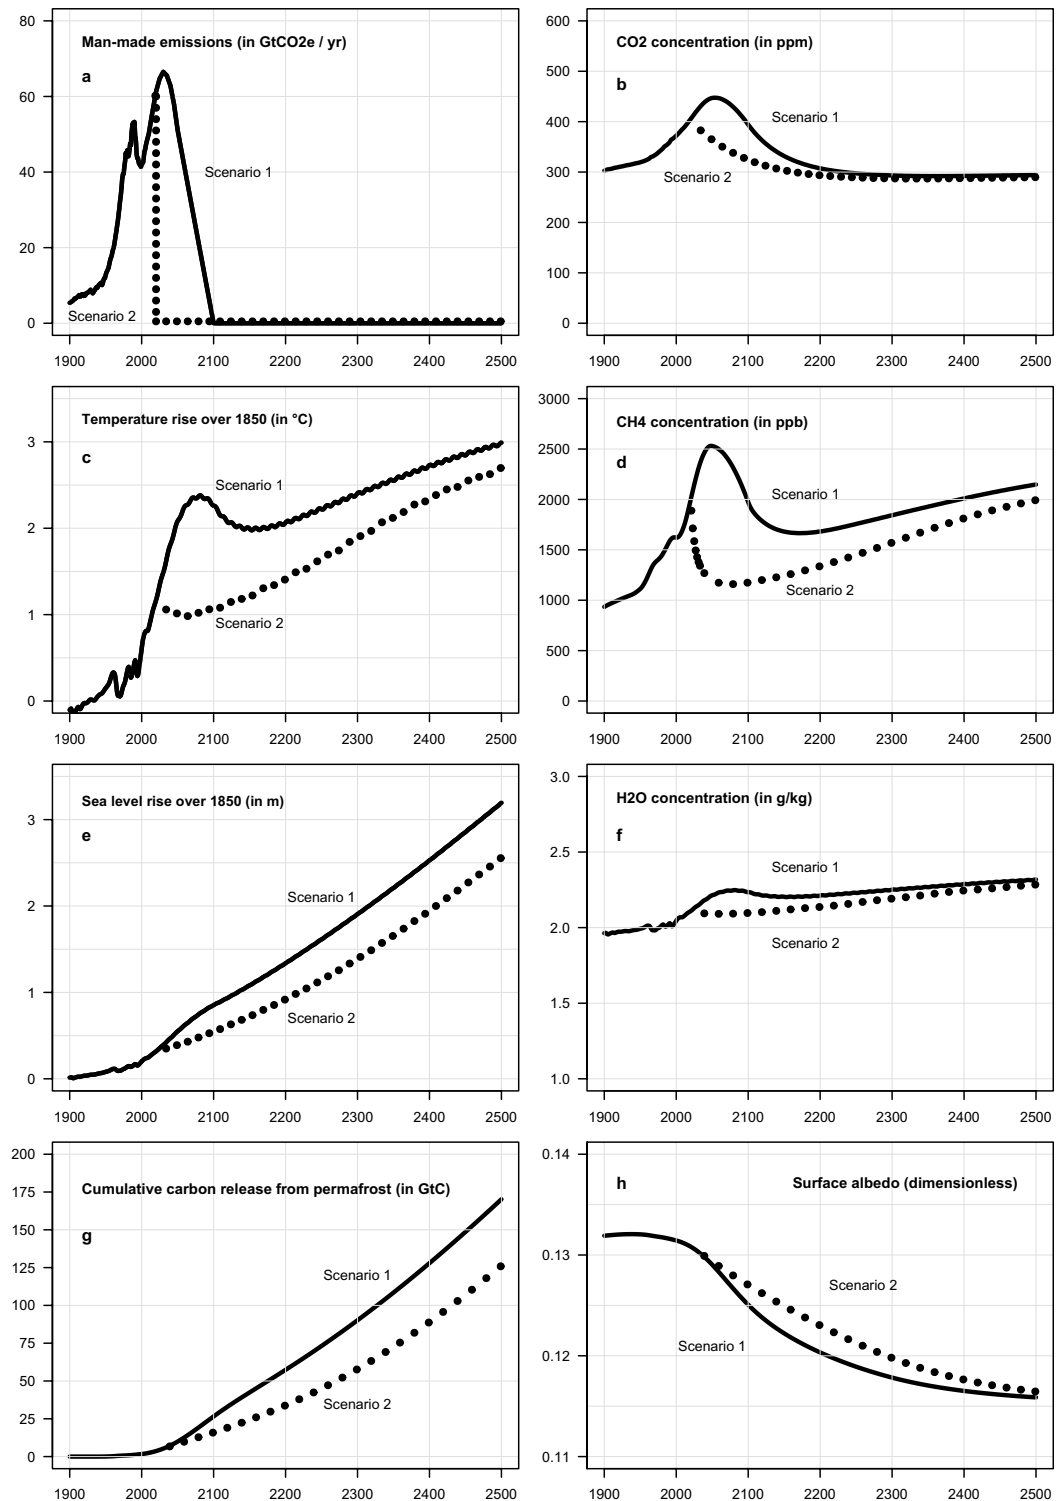 80
Man-made emissions (in GtCO2e / yr)
a
60
40
Scenario 1
20
Scenario 2
0
1900 2000 2100 2200 2300 2400 2500
600
CO2 concentration (in ppm)
500
b
400
Scenario 1
300
Scenario 2
200
100
0
1900 2000 2100 2200 2300 2400 2500
Temperature rise over 1850 (in °C)
3
c
Scenario 1
2
1
Scenario 2
0
1900 2000 2100 2200 2300 2400 2500
3000
CH4 concentration (in ppb)
2500
d
2000
Scenario 1
1500
Scenario 2
1000
500
0
1900 2000 2100 2200 2300 2400 2500
Sea level rise over 1850 (in m)
3
e
Scenario 1
2
1
Scenario 2
0
1900 2000 2100 2200 2300 2400 2500
3.0
H2O concentration (in g/kg)
f
2.5
Scenario 1
2.0
Scenario 2
1.5
1.0
1900 2000 2100 2200 2300 2400 2500
200
Cumulative carbon release from permafrost (in GtC)
175
150
g
125
Scenario 1
100
75
50
Scenario 2
25
0
1900 2000 2100 2200 2300 2400 2500
0.14
h Surface albedo (dimensionless)
0.13
Scenario 2
Scenario 1
0.12
0.11
1900 2000 2100 2200 2300 2400 2500